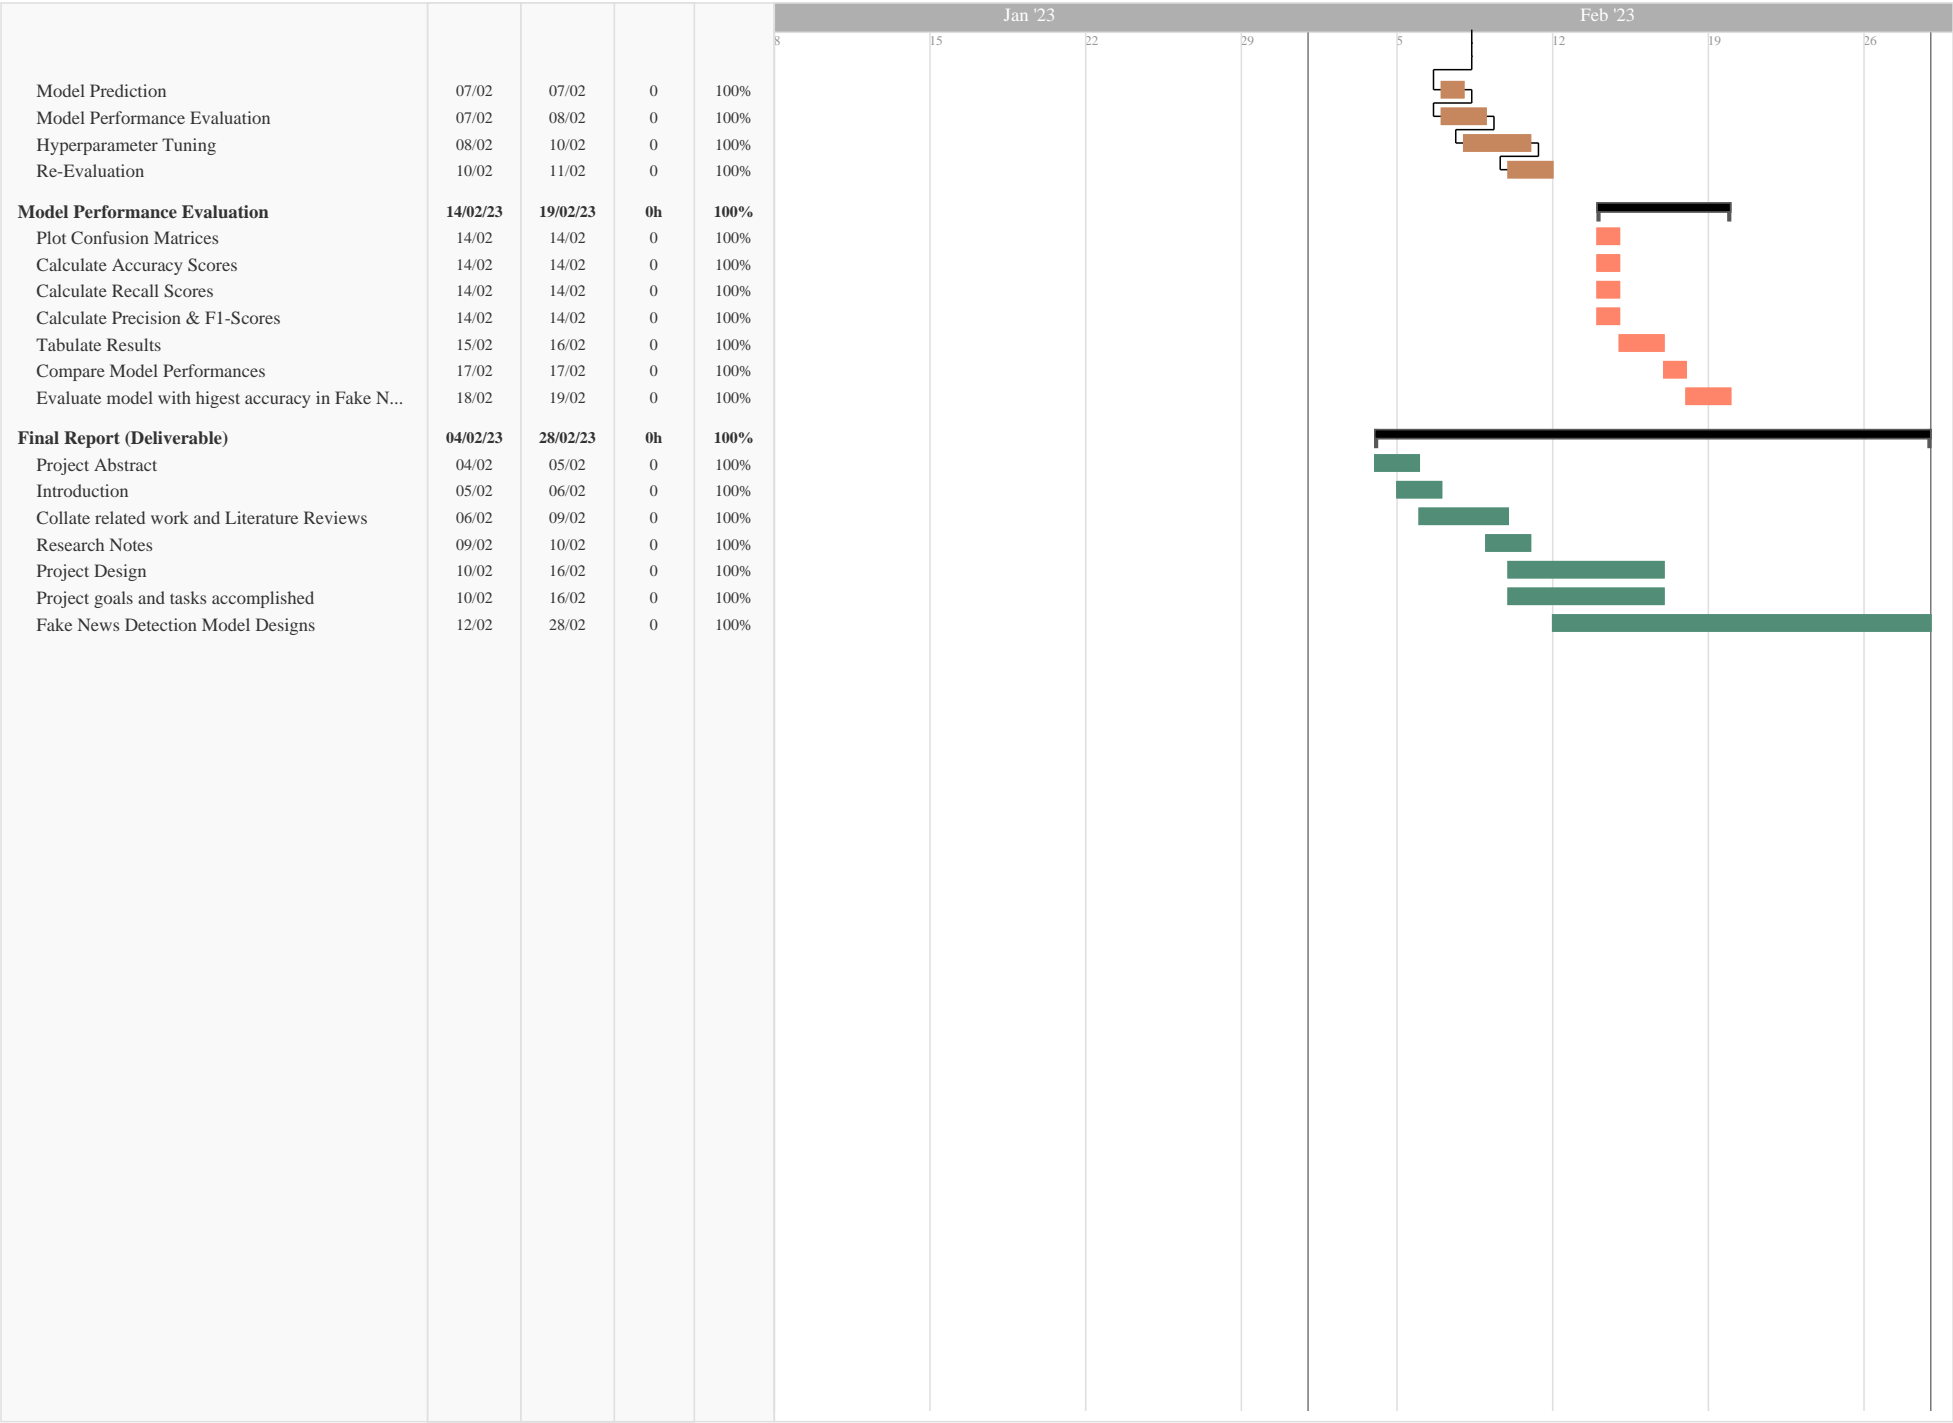 Jan '23 Feb '23
8 15 22 29 5 12 19 26
Model Prediction 07/02 07/02 0 100%
Model Performance Evaluation 07/02 08/02 0 100%
Hyperparameter Tuning 08/02 10/02 0 100%
Re-Evaluation 10/02 11/02 0 100%
Model Performance Evaluation 14/02/23 19/02/23 0h 100%
Plot Confusion Matrices 14/02 14/02 0 100%
Calculate Accuracy Scores 14/02 14/02 0 100%
Calculate Recall Scores 14/02 14/02 0 100%
Calculate Precision & F1-Scores 14/02 14/02 0 100%
Tabulate Results 15/02 16/02 0 100%
Compare Model Performances 17/02 17/02 0 100%
Evaluate model with higest accuracy in Fake N... 18/02 19/02 0 100%
Final Report (Deliverable) 04/02/23 28/02/23 0h 100%
Project Abstract 04/02 05/02 0 100%
Introduction 05/02 06/02 0 100%
Collate related work and Literature Reviews 06/02 09/02 0 100%
Research Notes 09/02 10/02 0 100%
Project Design 10/02 16/02 0 100%
Project goals and tasks accomplished 10/02 16/02 0 100%
Fake News Detection Model Designs 12/02 28/02 0 100%